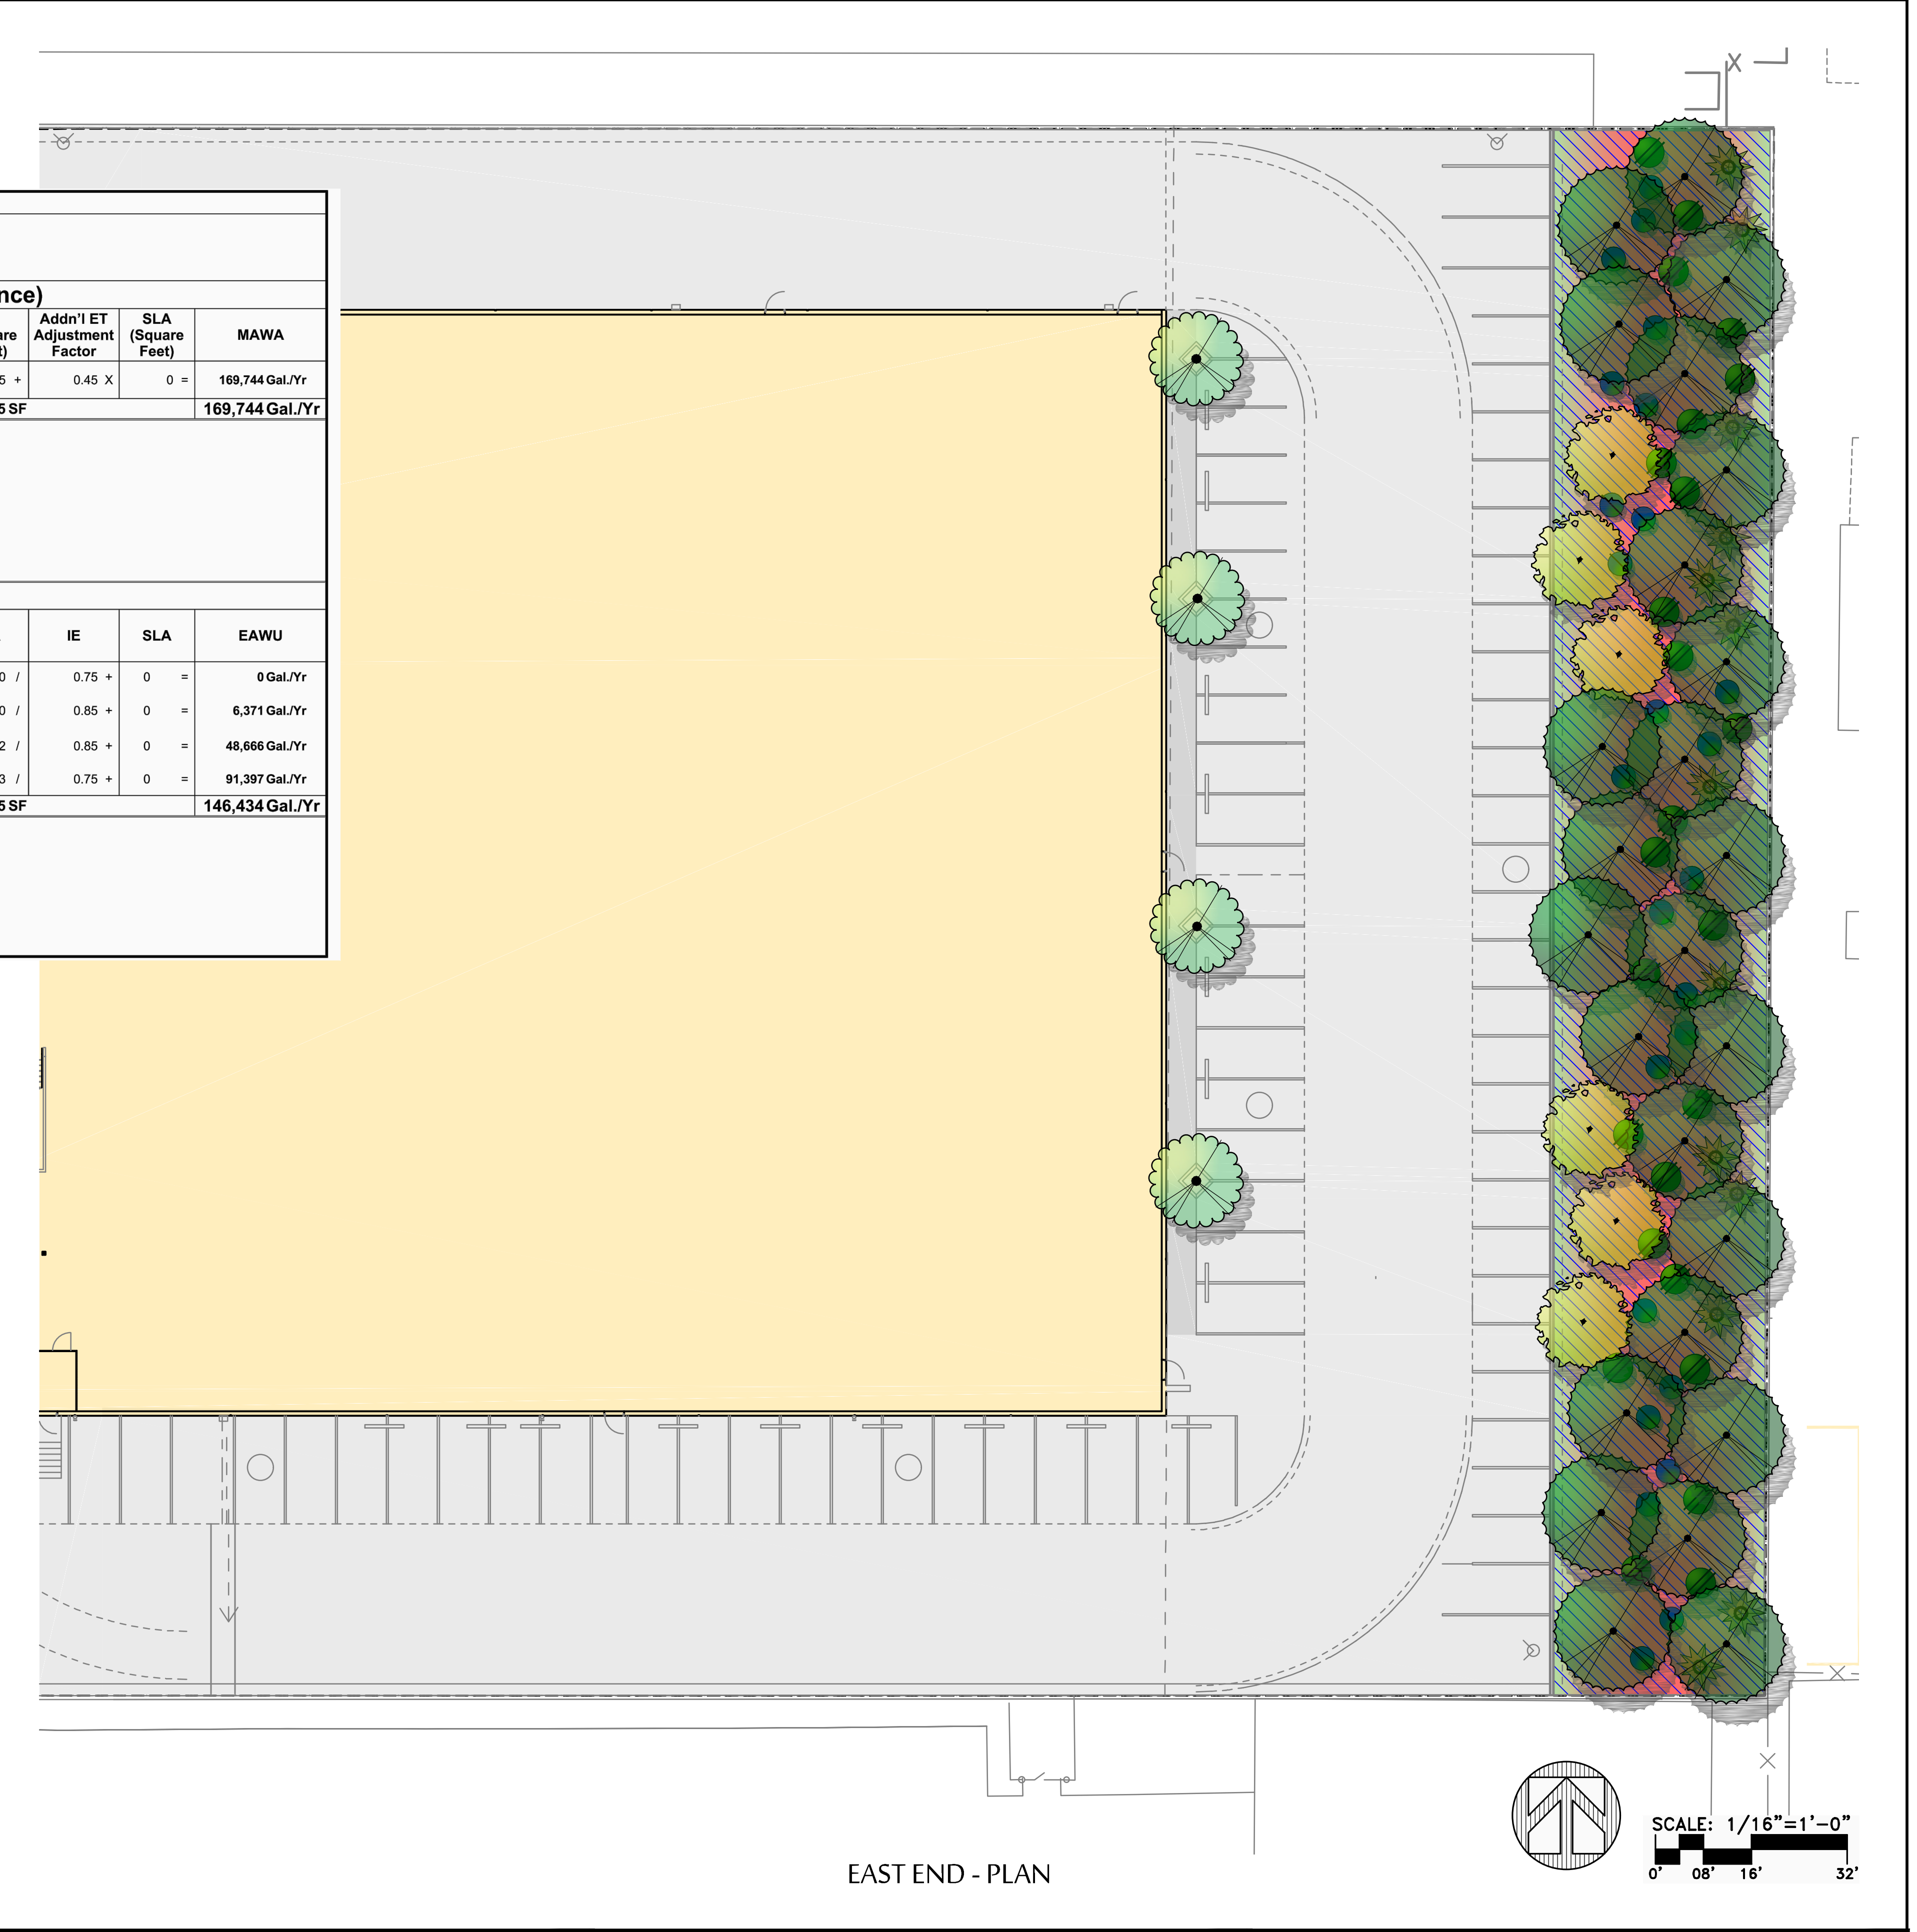 nce)
are
t)
Addn'l ET
Adjustment
Factor
SLA
(Square
Feet)
MAWA
5 + 0.45 X 0 = 169,744 Gal./Yr
5 SF 169,744 Gal./Yr
IE SLA EAWU
0 / 0.75 + 0 = 0 Gal./Yr
0 / 0.85 + 0 = 6,371 Gal./Yr
2 / 0.85 + 0 = 48,666 Gal./Yr
3 / 0.75 + 0 = 91,397 Gal./Yr
5 SF 146,434 Gal./Yr
SCALE: 1/16"=1'-0"
0' 08' 16' 32'
EAST END - PLAN